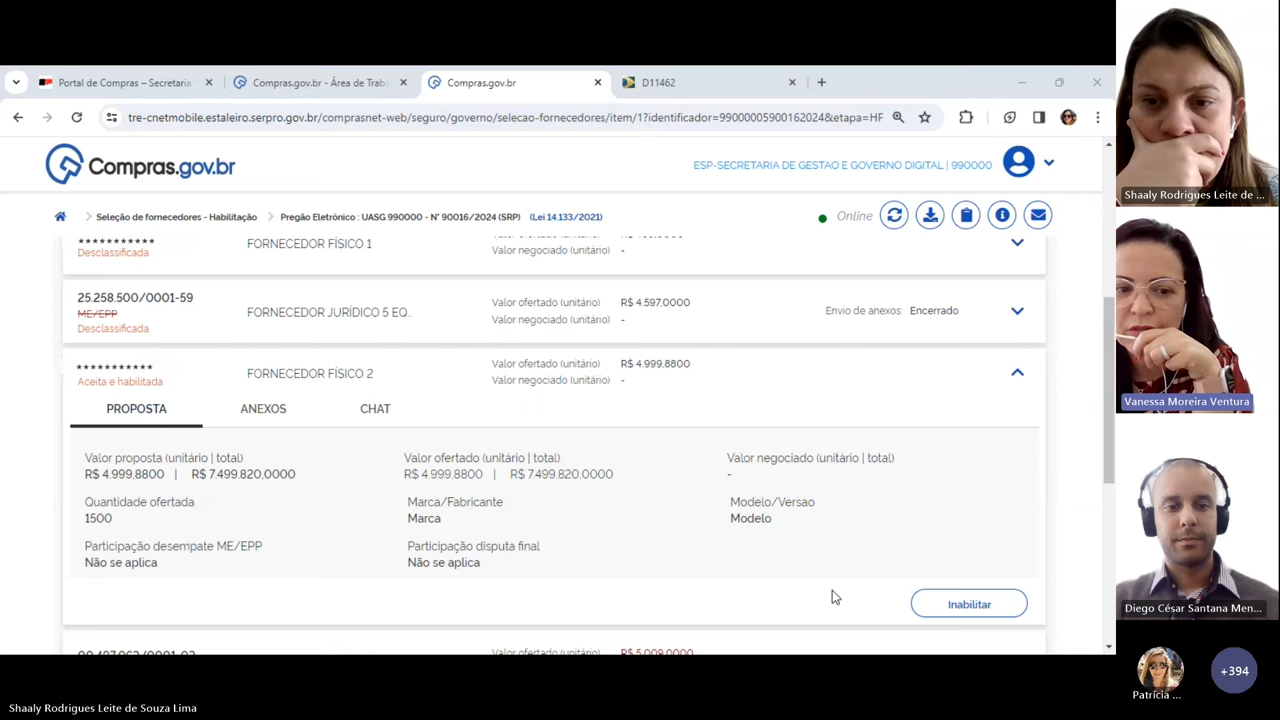 Portal de Compras – Secretaria
Compras.gov.br - Área de Trab
Compras.gov.br
D11462
tre-cnetmobile.estaleiro.serpro.gov.br/comprasnet-web/seguro/governo/selecao-fornecedores/item/1?identificador=99000005900162024&etapa=HF
Compras.gov.br
ESP-SECRETARIA DE GESTAO E GOVERNO DIGITAL | 990000
Seleção de fornecedores - Habilitação
Pregão Eletrônico : UASG 990000 - N° 90016/2024 (SRP)
(Lei 14.133/2021)
Online
***********
Desclassificada
FORNECEDOR FÍSICO 1
Valor ofertado (unitário)
Valor negociado (unitário) -
25.258.500/0001-59
ME/EPP
Desclassificada
FORNECEDOR JURÍDICO 5 EQ...
Valor ofertado (unitário) R$ 4.597,0000
Valor negociado (unitário) -
Envio de anexos: Encerrado
***********
Aceita e habilitada
FORNECEDOR FÍSICO 2
Valor ofertado (unitário) R$ 4.999,8800
Valor negociado (unitário) -
PROPOSTA ANEXOS CHAT
Valor proposta (unitário | total)
R$ 4.999,8800 | R$ 7.499.820,0000
Valor ofertado (unitário | total)
R$ 4.999,8800 | R$ 7.499.820,0000
Valor negociado (unitário | total)
-
Quantidade ofertada
1500
Marca/Fabricante
Marca
Modelo/Versao
Modelo
Participação desempate ME/EPP
Não se aplica
Participação disputa final
Não se aplica
Inabilitar
Valor ofertado (unitário) R$ 5.009,0000
Shaaly Rodrigues Leite de ...
Vanessa Moreira Ventura
Diego César Santana Men...
Patrícia ...
+394
Shaaly Rodrigues Leite de Souza Lima